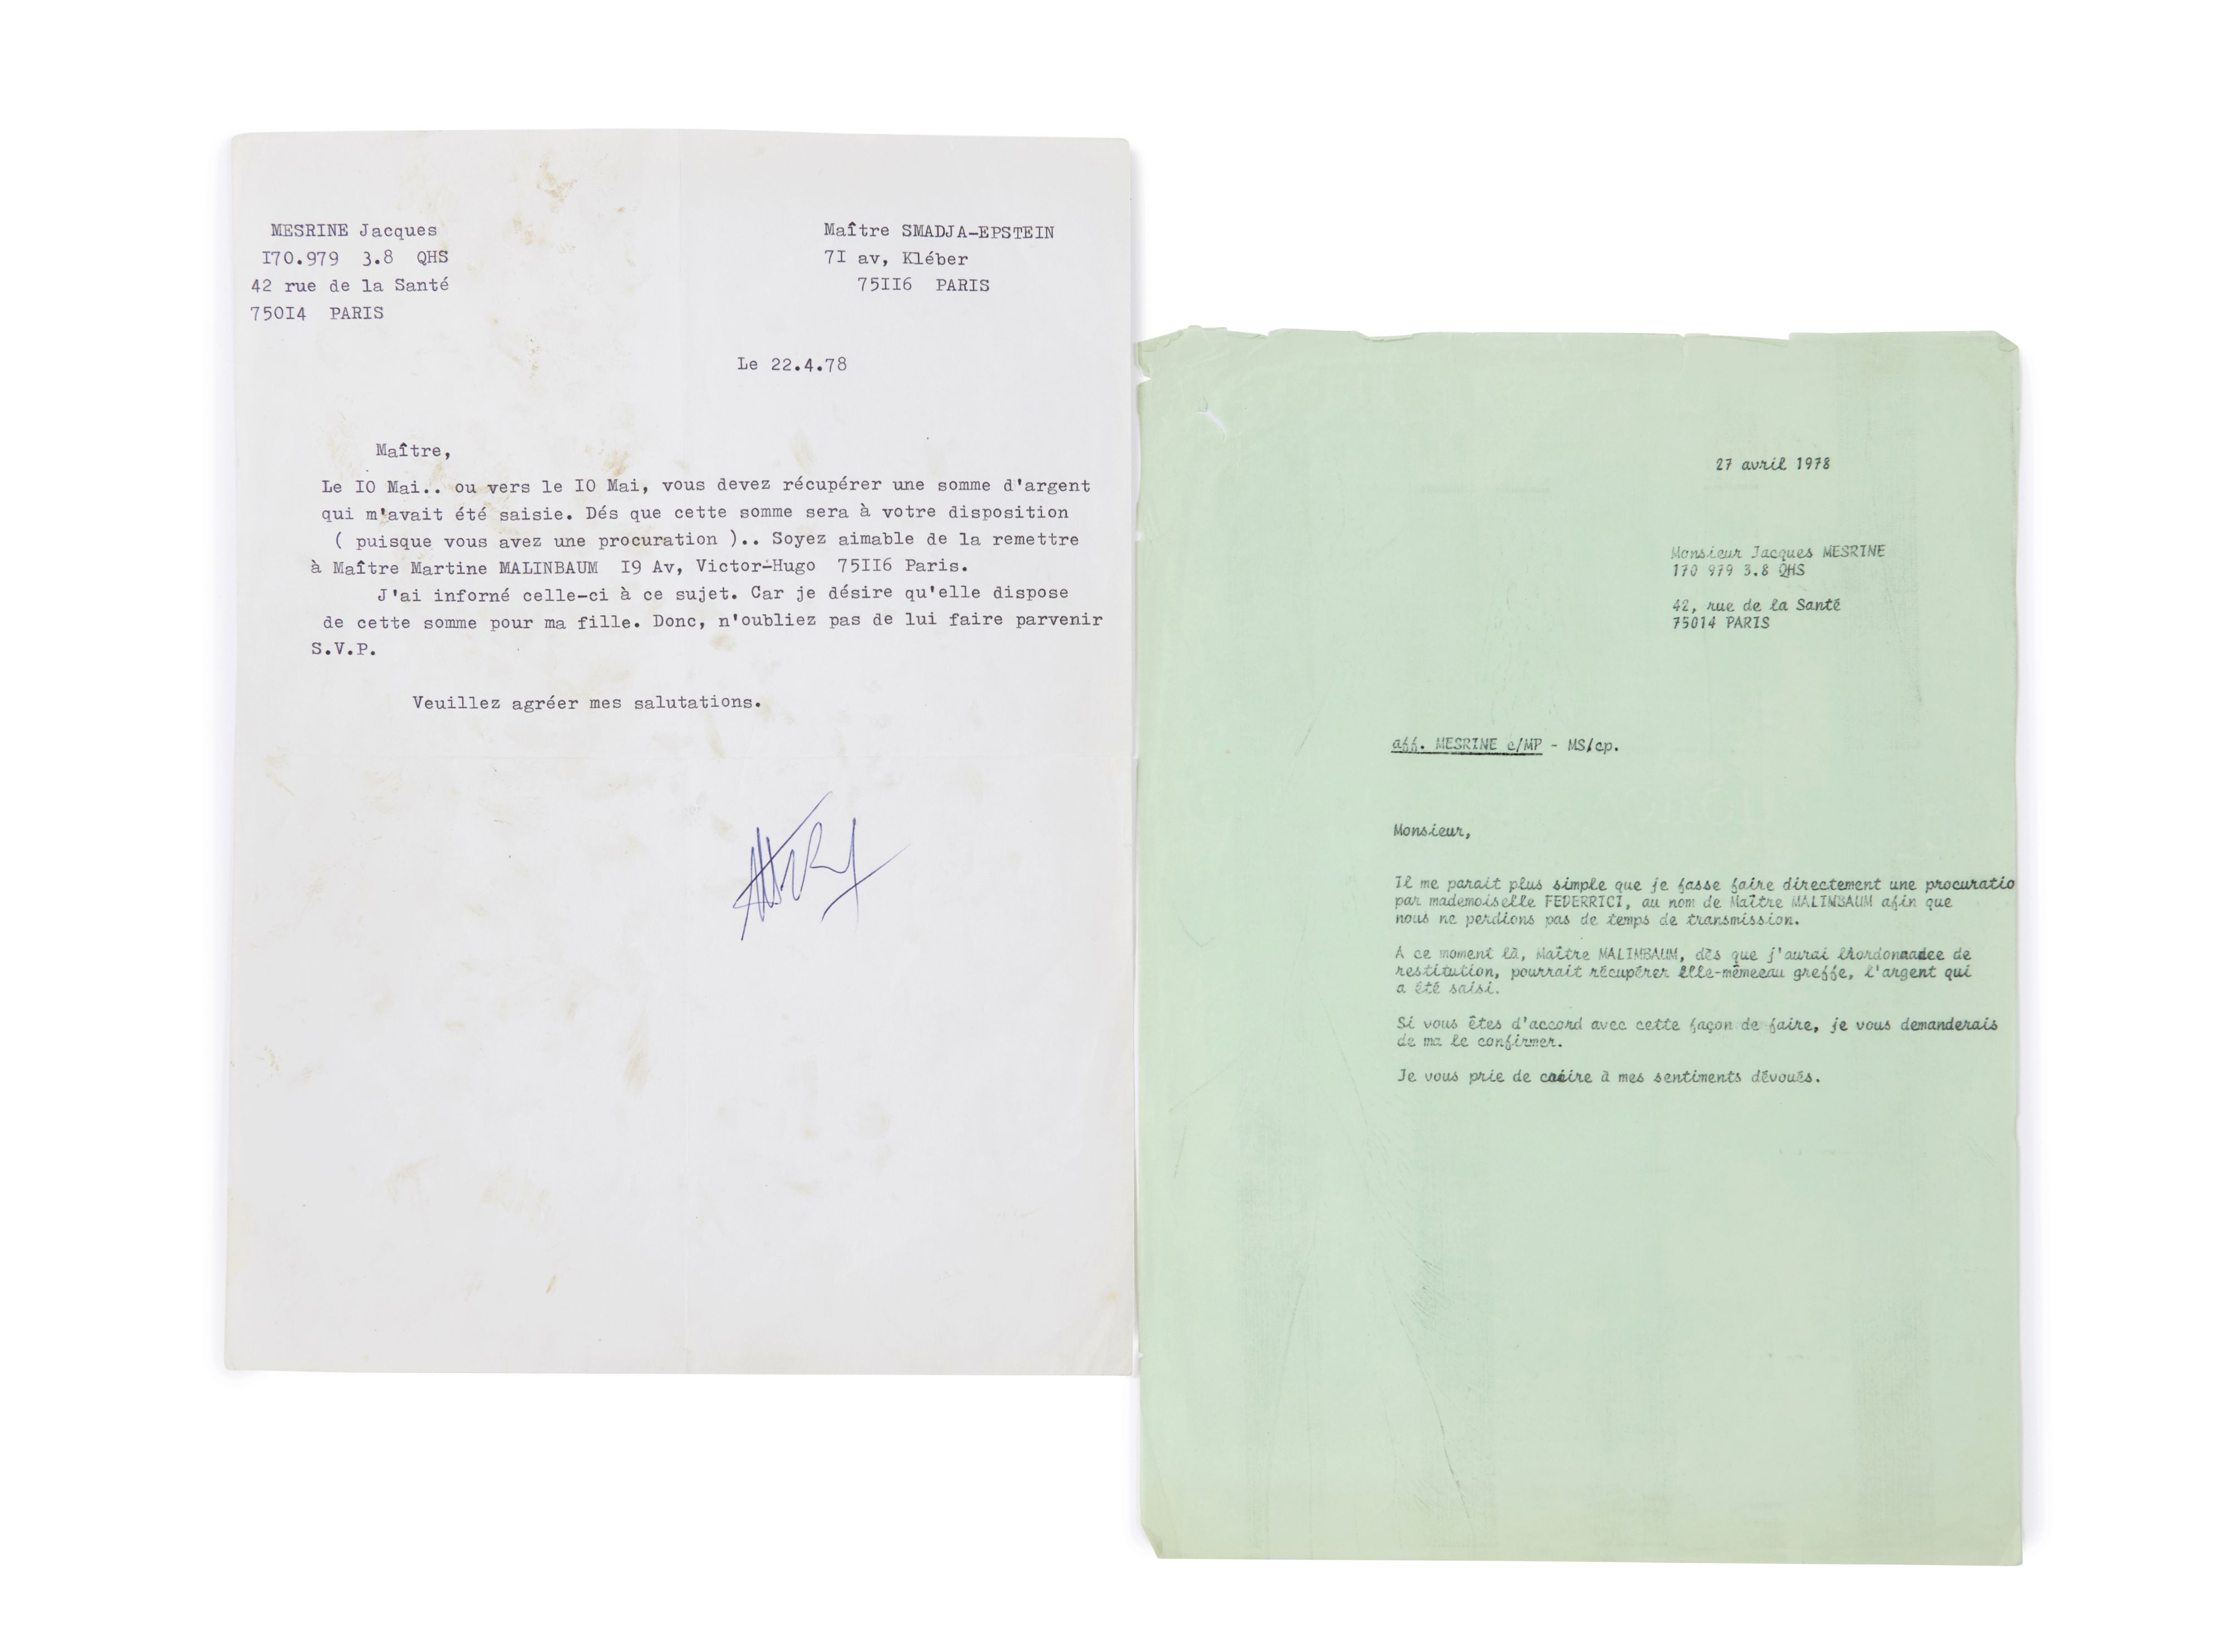 MESRINE Jacques
I70.979 3.8 QHS
42 rue de la Santé
750I4 PARIS
Maître SMADJA-EPSTEIN
7I av, Kléber
75II6 PARIS
Le 22.4.78
Maître,
Le IO Mai.. ou vers le IO Mai, vous devez récupérer une somme d'argent
qui m'avait été saisie. Dés que cette somme sera à votre disposition
( puisque vous avez une procuration ).. Soyez aimable de la remettre
à Maître Martine MALINBAUM I9 Av, Victor-Hugo 75II6 Paris.
J'ai informé celle-ci à ce sujet. Car je désire qu'elle dispose
de cette somme pour ma fille. Donc, n'oubliez pas de lui faire parvenir
S.V.P.
Veuillez agréer mes salutations.
27 avril 1978
Monsieur Jacques MESRINE
170 979 3.8 QHS
42, rue de la Santé
75014 PARIS
aff. MESRINE c/MP - MS/cp.
Monsieur,
Il me parait plus simple que je fasse faire directement une procuratio
par mademoiselle FEDERRICI, au nom de Maître MALIMBAUM afin que
nous ne perdions pas de temps de transmission.
A ce moment là, Maître MALIMBAUM, dès que j'aurai de
restitution, pourrait récupérer elle-mêmeeau greffe, l'argent qui
a été saisi.
Si vous êtes d'accord avec cette façon de faire, je vous demanderais
de me le confirmer.
Je vous prie de à mes sentiments dévoués.